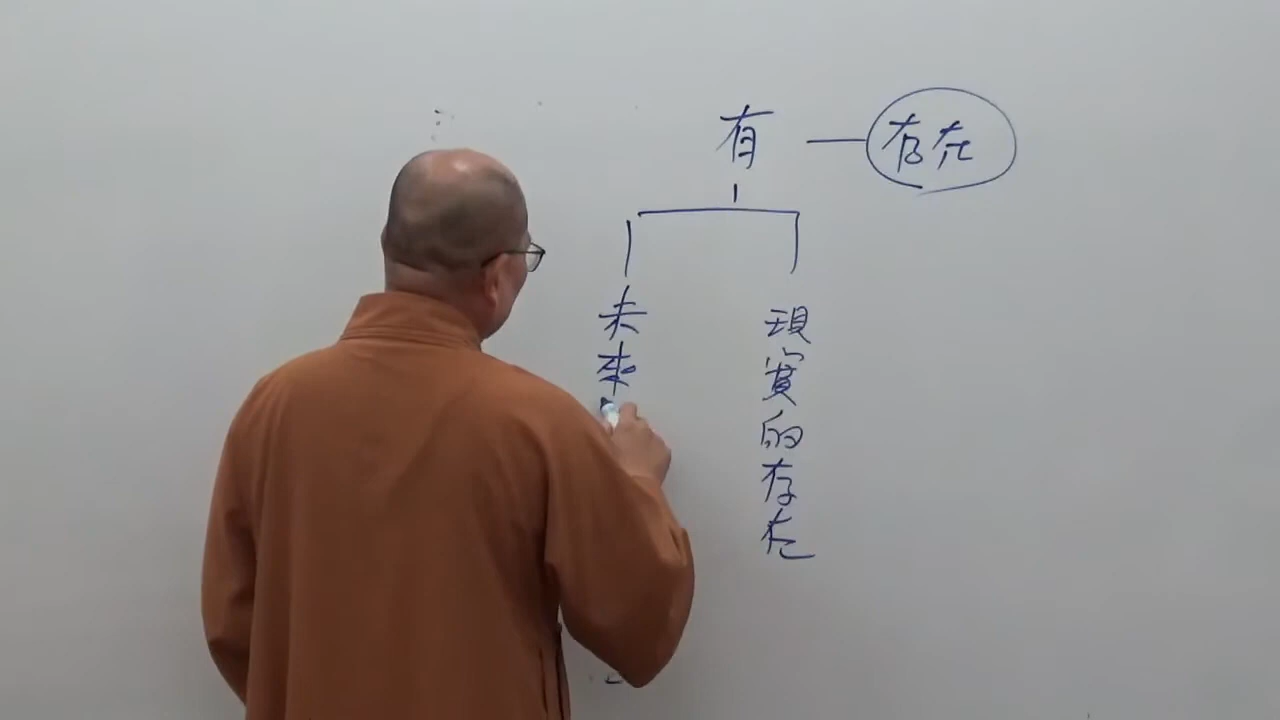 有 — 存在
現實的存在
未來